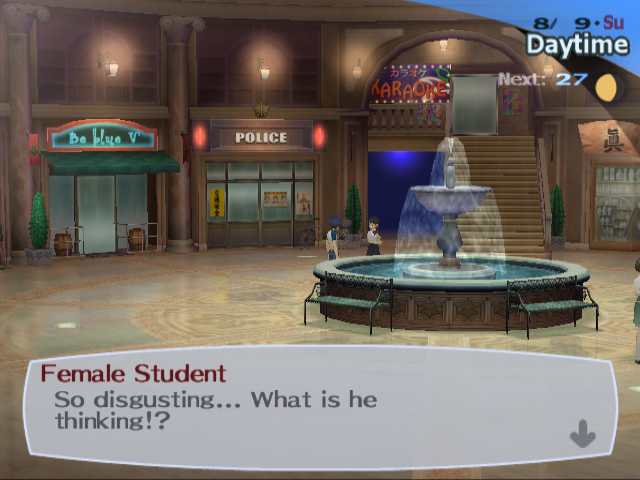 8/ 9・Su
Daytime
Next: 27
カラオケ
KARAOKE
Be blue V
POLICE
眞
Female Student
So disgusting... What is he
thinking!?